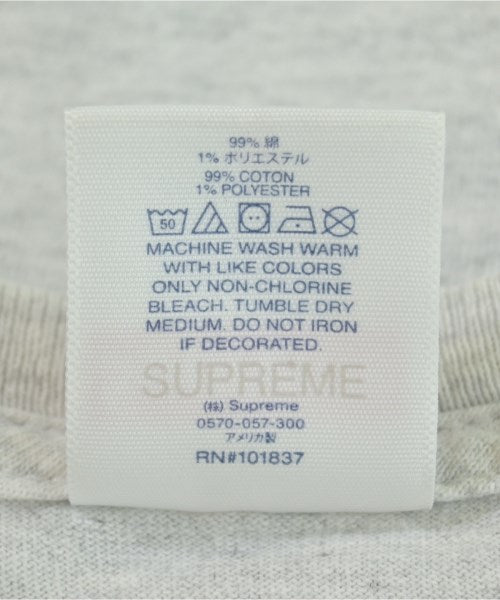 99% 綿
1% ポリエステル
99% COTON
1% POLYESTER
50
MACHINE WASH WARM
WITH LIKE COLORS
ONLY NON-CHLORINE
BLEACH. TUMBLE DRY
MEDIUM. DO NOT IRON
IF DECORATED.
SUPREME
(株) Supreme
0570-057-300
アメリカ製
RN#101837